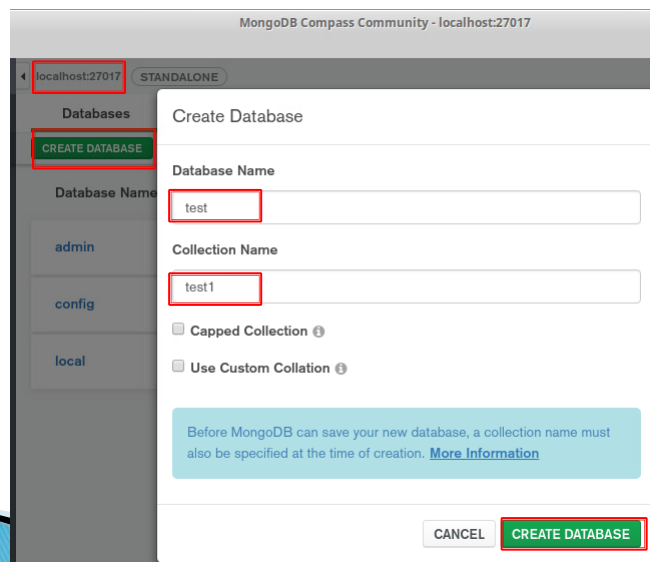 MongoDB Compass Community - localhost:27017
localhost:27017 STANDALONE
Databases
CREATE DATABASE
Database Name
admin
config
local
Create Database
Database Name
test
Collection Name
test1
Capped Collection
Use Custom Collation
Before MongoDB can save your new database, a collection name must
also be specified at the time of creation. More Information
CANCEL CREATE DATABASE